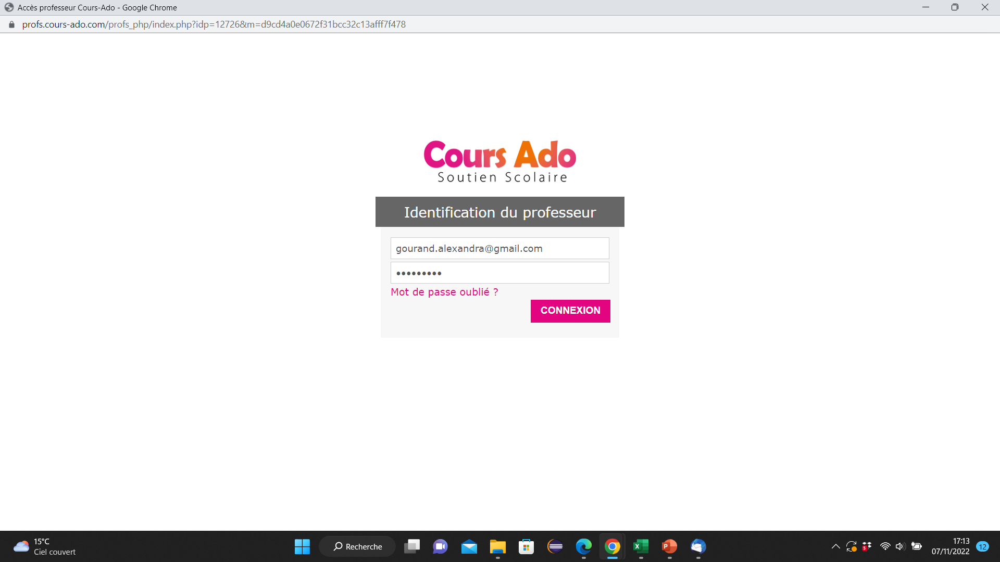 Accès professeur Cours-Ado - Google Chrome
profs.cours-ado.com/profs_php/index.php?idp=12726&m=d9cd4a0e0672f31bcc32c13afff7f478
Cours Ado
Soutien Scolaire
Identification du professeur
gourand.alexandra@gmail.com
•••••••••
Mot de passe oublié ?
CONNEXION
15°C
Ciel couvert
Recherche
17:13
07/11/2022
12